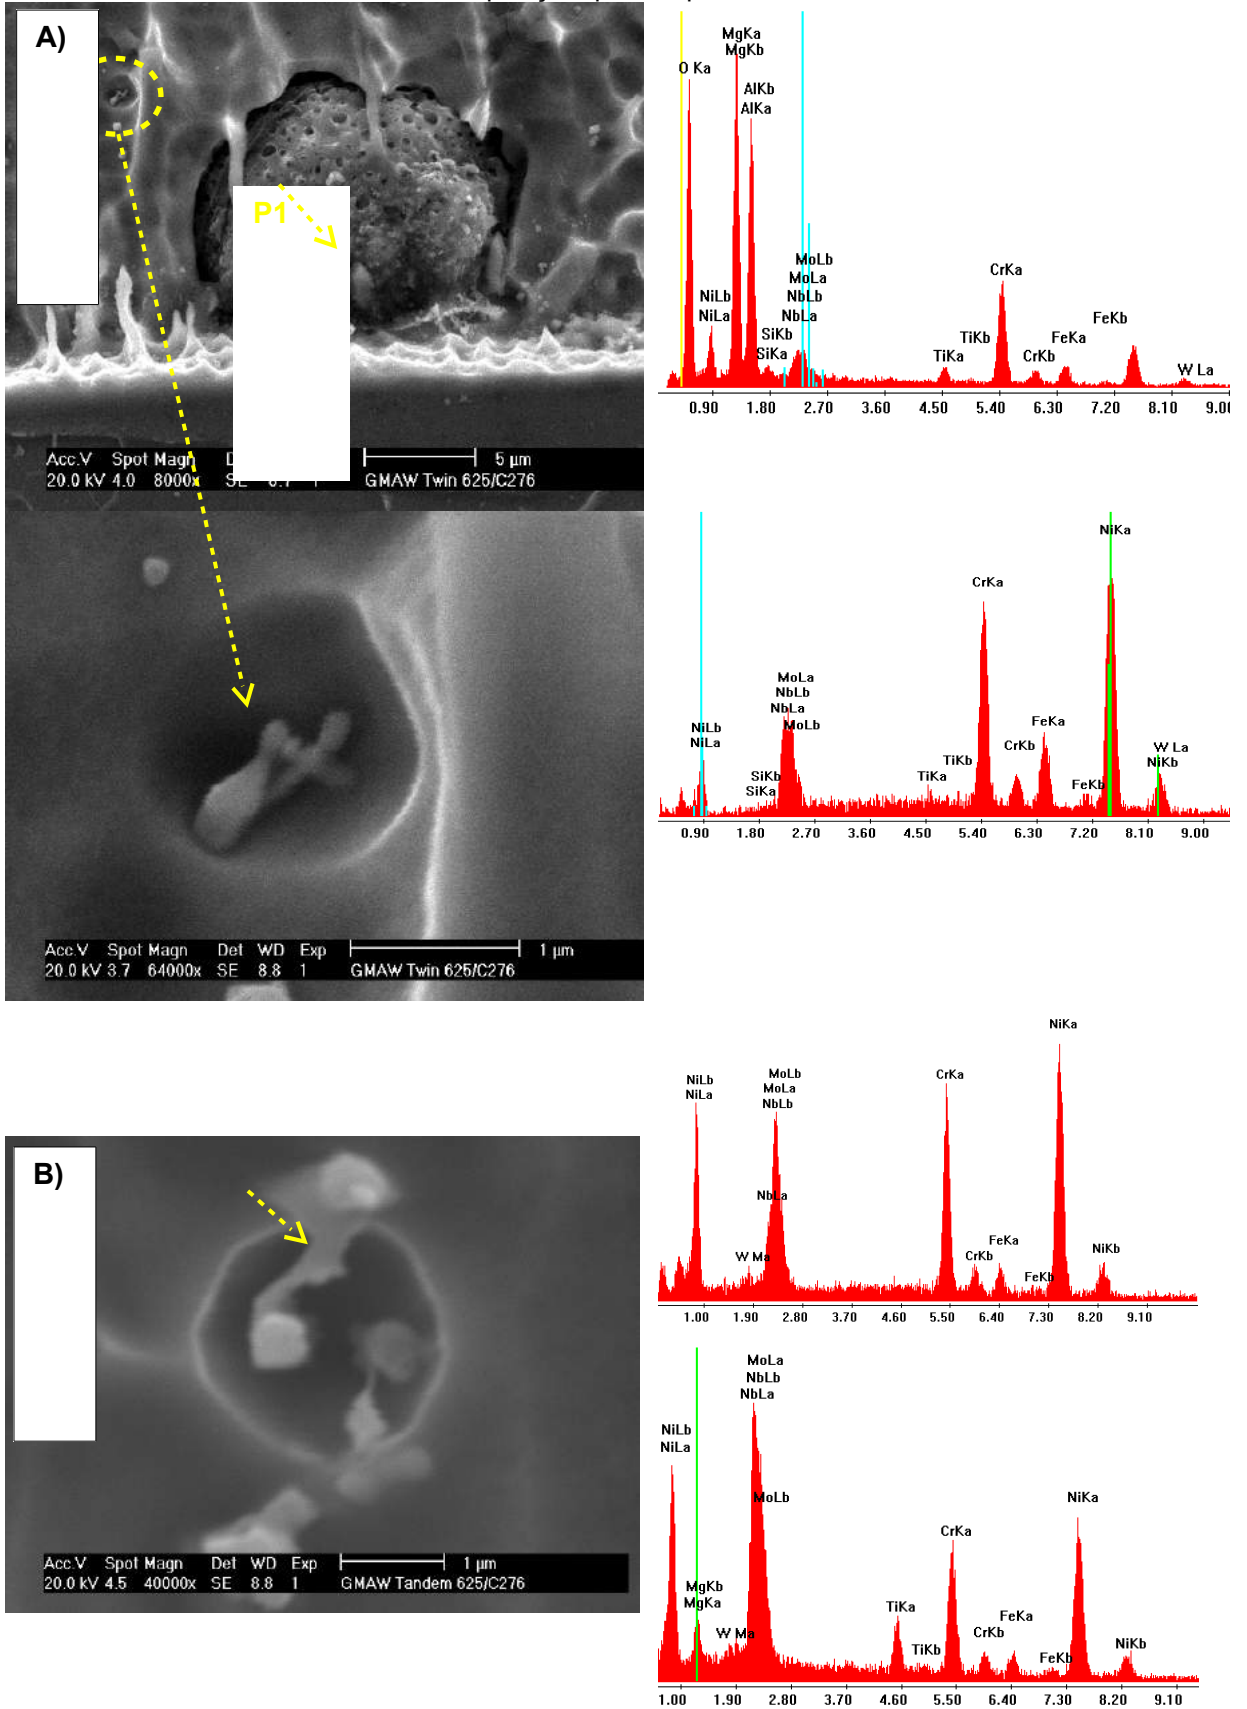 A)
P1
Acc.V Spot Magn
20.0 kV 4.0 8000x SE 1
5 µm
GMAW Twin 625/C276
MgKa
MgKb
O Ka
AlKb
AlKa
NiLb
NiLa
SiKb
SiKa
MoLb
MoLa
NbLb
NbLa
TiKa
TiKb
CrKa
CrKb
FeKa
FeKb
W La
0.90 1.80 2.70 3.60 4.50 5.40 6.30 7.20 8.10 9.00
Acc.V Spot Magn Det WD Exp
20.0 kV 3.7 64000x SE 8.8 1
1 µm
GMAW Twin 625/C276
NiLb
NiLa
SiKb
SiKa
MoLa
NbLb
NbLa
MoLb
TiKa
TiKb
CrKa
CrKb
FeKa
FeKb
NiKa
W La
NiKb
0.90 1.80 2.70 3.60 4.50 5.40 6.30 7.20 8.10 9.00
B)
Acc.V Spot Magn Det WD Exp
20.0 kV 4.5 40000x SE 8.8 1
1 µm
GMAW Tandem 625/C276
NiLb
NiLa
W Ma
MoLb
MoLa
NbLb
NbLa
CrKa
CrKb
FeKa
FeKb
NiKa
NiKb
1.00 1.90 2.80 3.70 4.60 5.50 6.40 7.30 8.20 9.10
NiLb
NiLa
MgKb
MgKa
W Ma
MoLa
NbLb
NbLa
MoLb
TiKa
TiKb
CrKa
CrKb
FeKa
FeKb
NiKa
NiKb
1.00 1.90 2.80 3.70 4.60 5.50 6.40 7.30 8.20 9.10